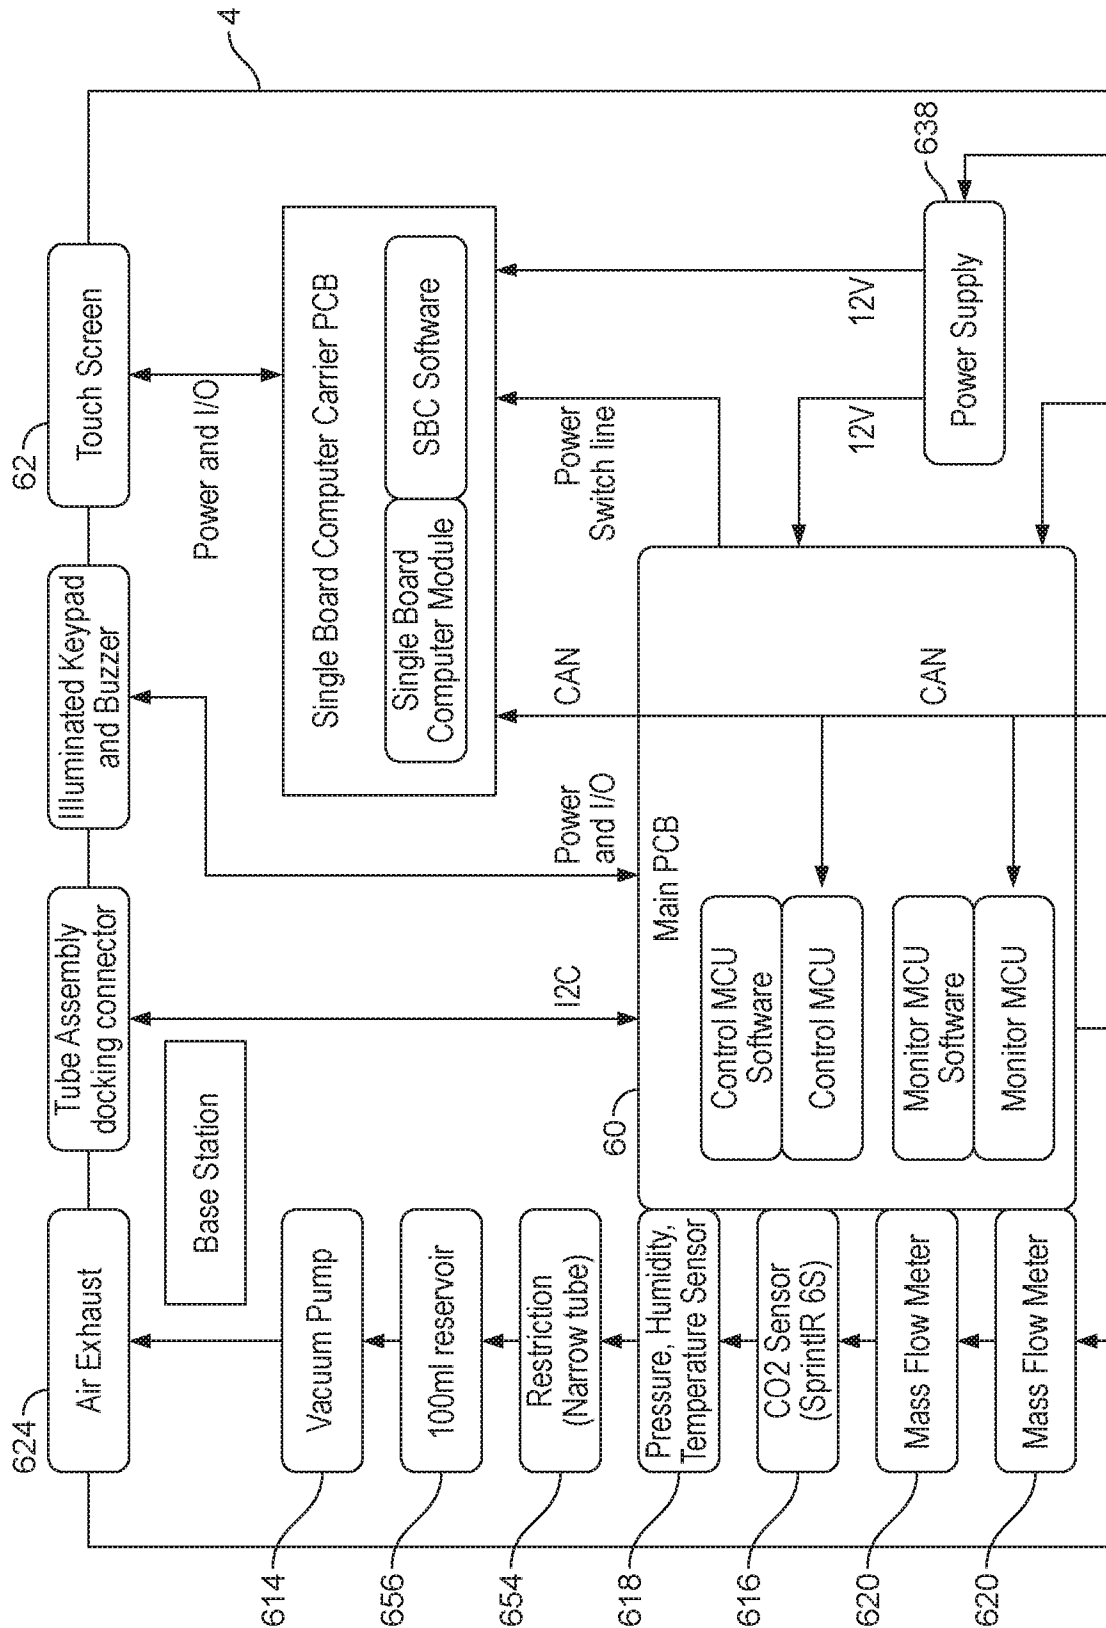 624
Air Exhaust
Tube Assembly
docking connector
Illuminated Keypad
and Buzzer
62
Touch Screen
4
Base Station
614
Vacuum Pump
656
100ml reservoir
654
Restriction
(Narrow tube)
618
Pressure, Humidity,
Temperature Sensor
616
CO2 Sensor
(SprintIR 6S)
620
Mass Flow Meter
620
Mass Flow Meter
I2C
Power
and I/O
Power and I/O
Single Board Computer Carrier PCB
Single Board
Computer Module
SBC Software
CAN
Power
Switch line
12V
12V
638
Power Supply
60
Main PCB
Control MCU
Software
Control MCU
Monitor MCU
Software
Monitor MCU
CAN